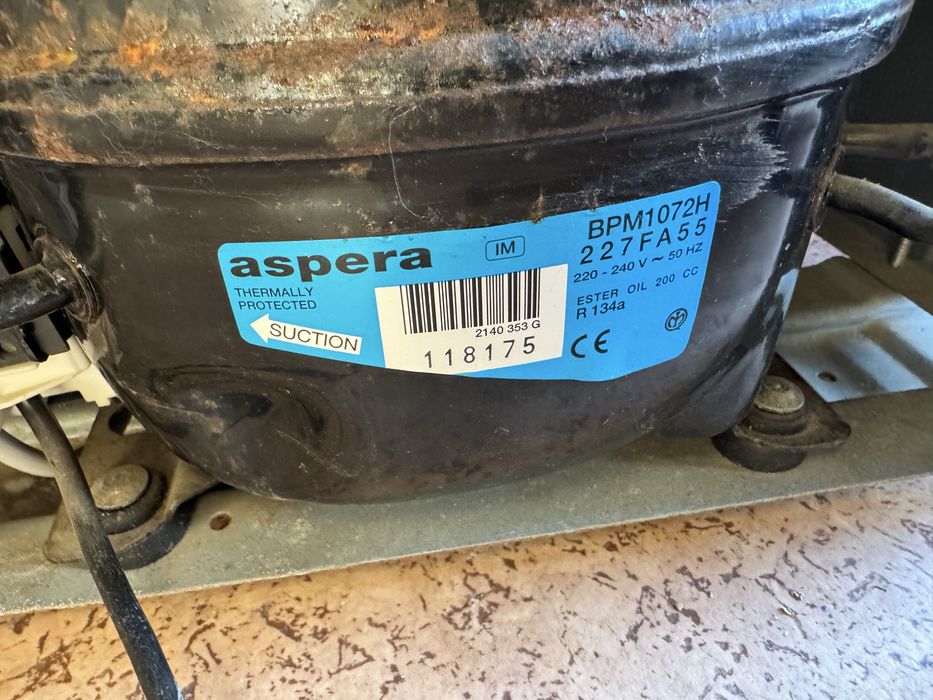 aspera
IM
BPM1072H
227FA55
220 - 240 V ~ 50 HZ
THERMALLY
PROTECTED
ESTER OIL 200 CC
R 134a
SUCTION
2140 353 G
118175
CE